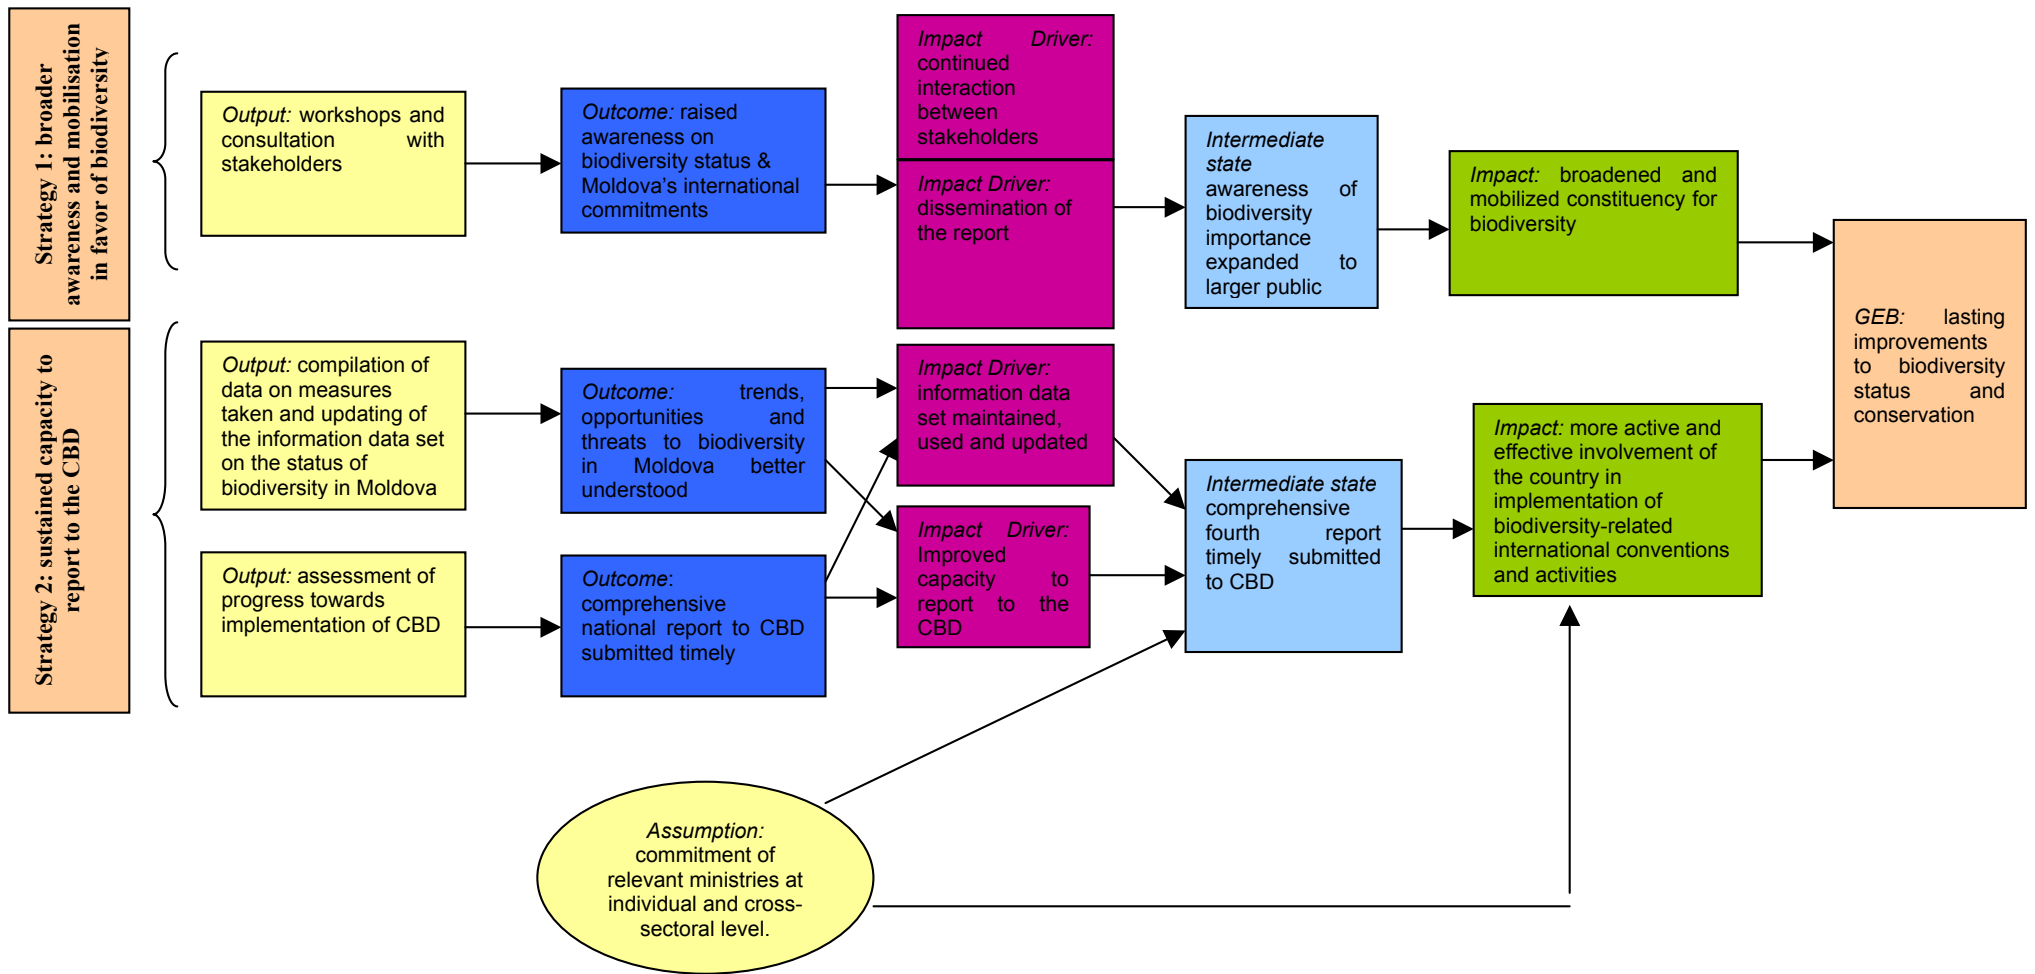 Strategy 1: broader
awareness and mobilisation
in favor of biodiversity
Output: workshops and
consultation with
stakeholders
Outcome: raised
awareness on
biodiversity status &
Moldova's international
commitments
Impact Driver:
continued
interaction
between
stakeholders
Impact Driver:
dissemination of
the report
Intermediate
state
awareness of
biodiversity
importance
expanded to
larger public
Impact: broadened and
mobilized constituency for
biodiversity
GEB: lasting
improvements
to biodiversity
status and
conservation
Strategy 2: sustained capacity to
report to the CBD
Output: compilation of
data on measures
taken and updating of
the information data set
on the status of
biodiversity in Moldova
Outcome: trends,
opportunities and
threats to biodiversity
in Moldova better
understood
Impact Driver:
information data
set maintained,
used and updated
Output: assessment of
progress towards
implementation of CBD
Outcome:
comprehensive
national report to CBD
submitted timely
Impact Driver:
Improved
capacity to
report to the
CBD
Intermediate state
comprehensive
fourth report
timely submitted
to CBD
Impact: more active and
effective involvement of
the country in
implementation of
biodiversity-related
international conventions
and activities
Assumption:
commitment of
relevant ministries at
individual and cross-
sectoral level.